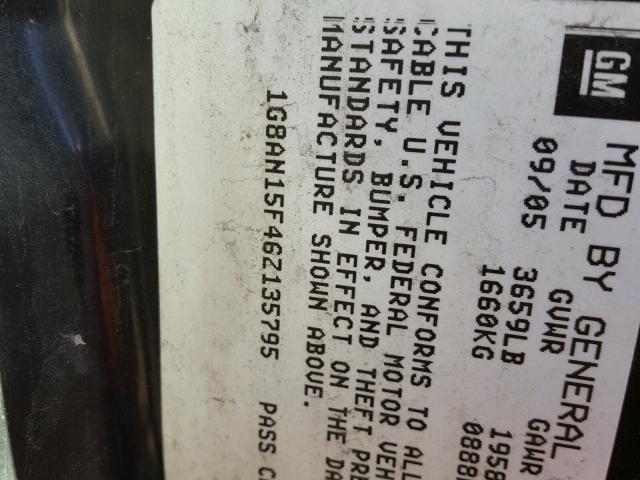 GM
MFD BY GENERAL
DATE GVWR GAWR
09/05 3659LB 1958
1660KG 0888
THIS VEHICLE CONFORMS TO ALL
CABLE U.S. FEDERAL MOTOR VEH
SAFETY, BUMPER, AND THEFT PRE
STANDARDS IN EFFECT ON THE DA
MANUFACTURE SHOWN ABOVE.
1G8AN15F46Z135795 PASS C